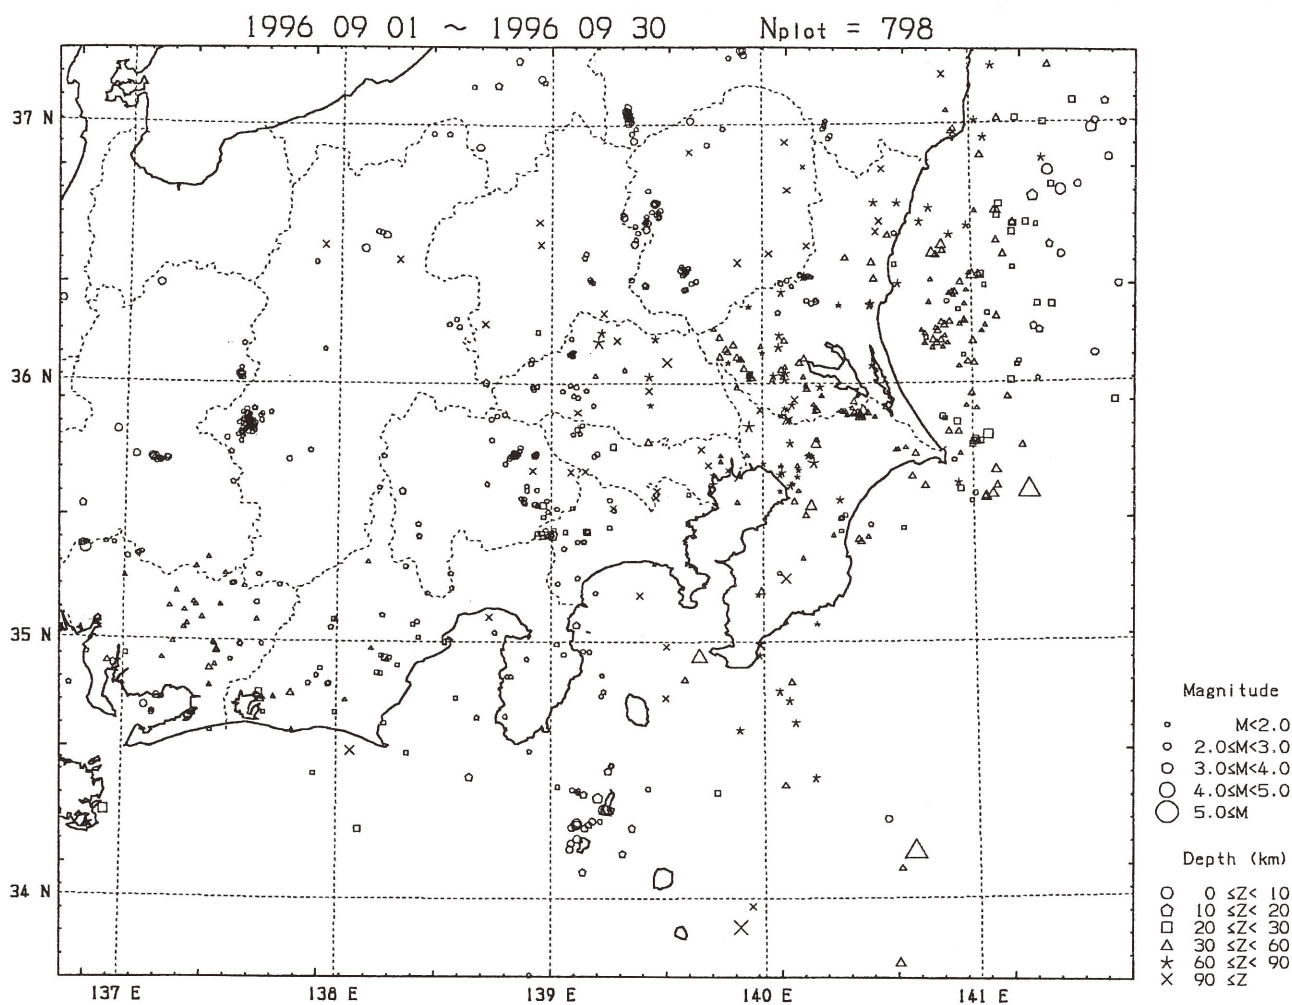 1996 09 01 ~ 1996 09 30 Nplot = 798
37 N
36 N
35 N
34 N
137 E 138 E 139 E 140 E 141 E
Magnitude
M<2.0
2.0≤M<3.0
3.0≤M<4.0
4.0≤M<5.0
5.0≤M
Depth (km)
0 ≤Z< 10
10 ≤Z< 20
20 ≤Z< 30
30 ≤Z< 60
60 ≤Z< 90
90 ≤Z